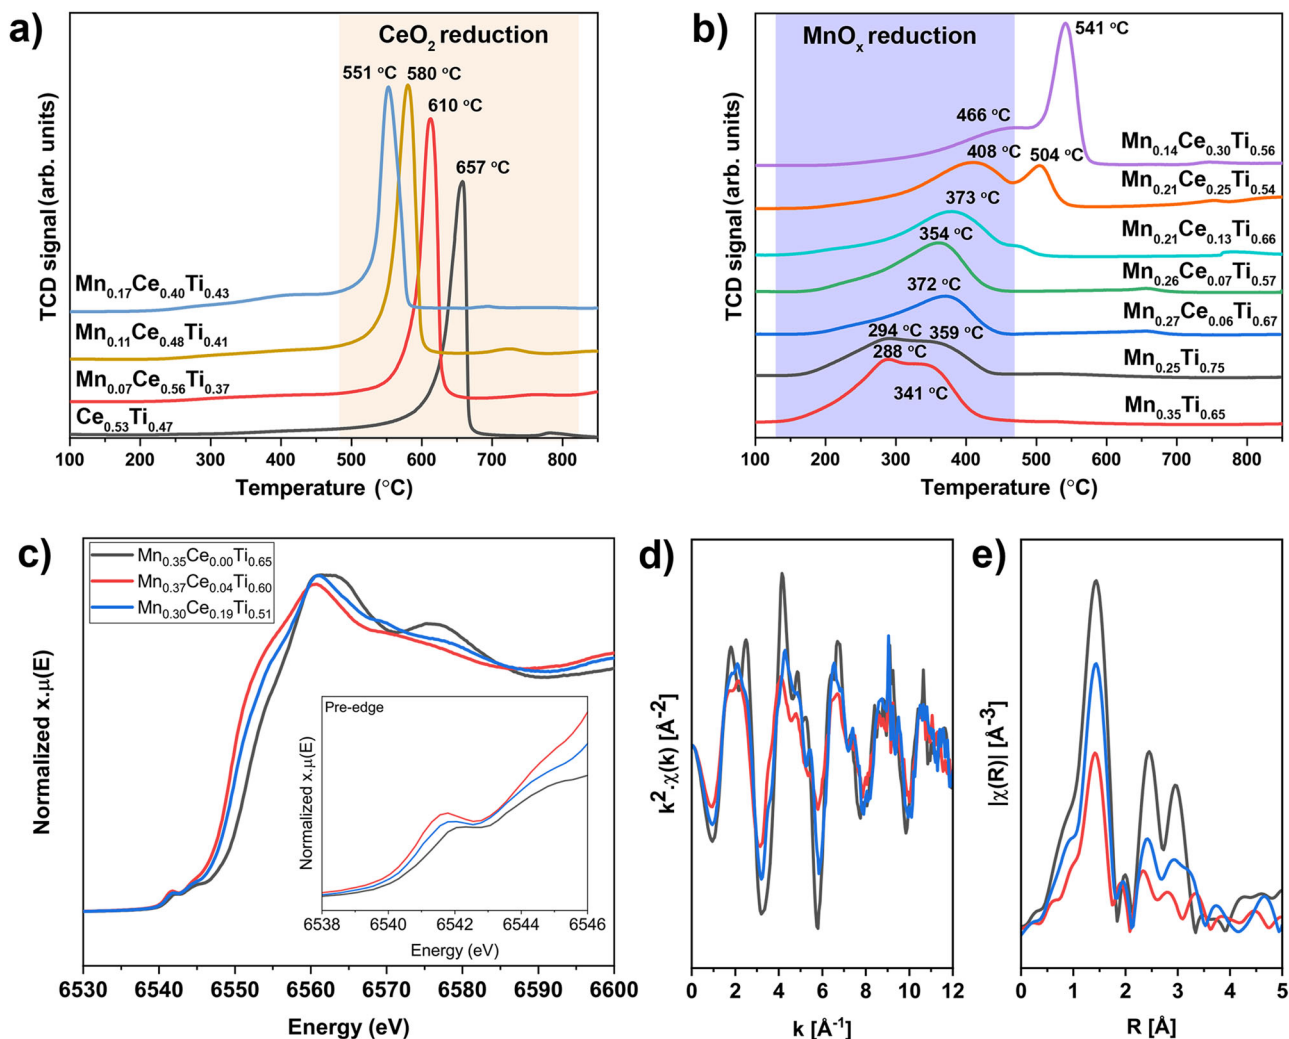 a)
CeO2 reduction
551 °C
580 °C
610 °C
657 °C
Mn0.17Ce0.40Ti0.43
Mn0.11Ce0.48Ti0.41
Mn0.07Ce0.56Ti0.37
Ce0.53Ti0.47
TCD signal (arb. units)
100 200 300 400 500 600 700 800
Temperature (°C)
b)
MnOx reduction
541 °C
466 °C
Mn0.14Ce0.30Ti0.56
408 °C
504 °C
Mn0.21Ce0.25Ti0.54
373 °C
Mn0.21Ce0.13Ti0.66
354 °C
Mn0.26Ce0.07Ti0.57
372 °C
Mn0.27Ce0.06Ti0.67
294 °C 359 °C
288 °C
Mn0.25Ti0.75
341 °C
Mn0.35Ti0.65
TCD signal (arb. units)
100 200 300 400 500 600 700 800
Temperature (°C)
c)
Mn0.35Ce0.00Ti0.65
Mn0.37Ce0.04Ti0.60
Mn0.30Ce0.19Ti0.51
Normalized x.μ(E)
Pre-edge
Normalized x.μ(E)
6538 6540 6542 6544 6546
Energy (eV)
6530 6540 6550 6560 6570 6580 6590 6600
Energy (eV)
d)
k2.χ(k) [Å-2]
0 2 4 6 8 10 12
k [Å-1]
e)
|χ(R)| [Å-3]
0 1 2 3 4 5
R [Å]